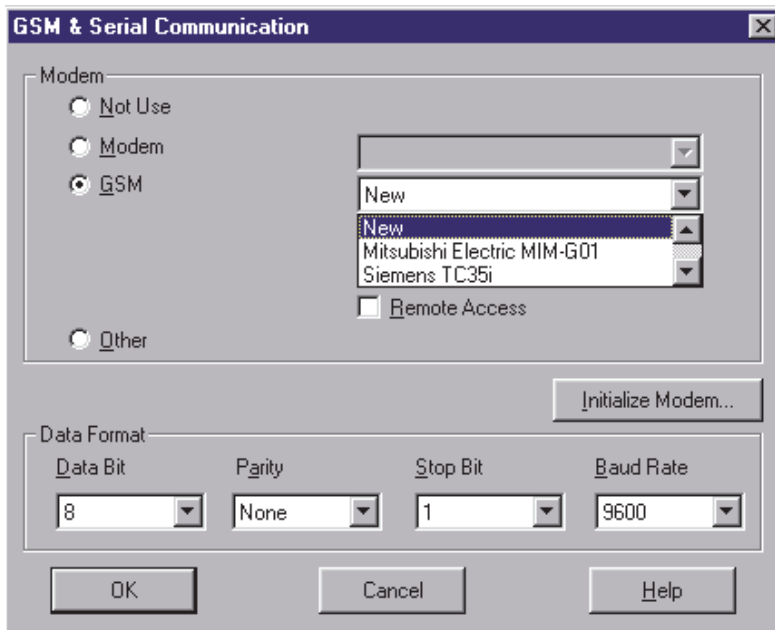 GSM & Serial Communication
Modem
Not Use
Modem
GSM
New
New
Mitsubishi Electric MIM-G01
Siemens TC35i
Remote Access
Other
Initialize Modem...
Data Format
Data Bit Parity Stop Bit Baud Rate
8 None 1 9600
OK Cancel Help